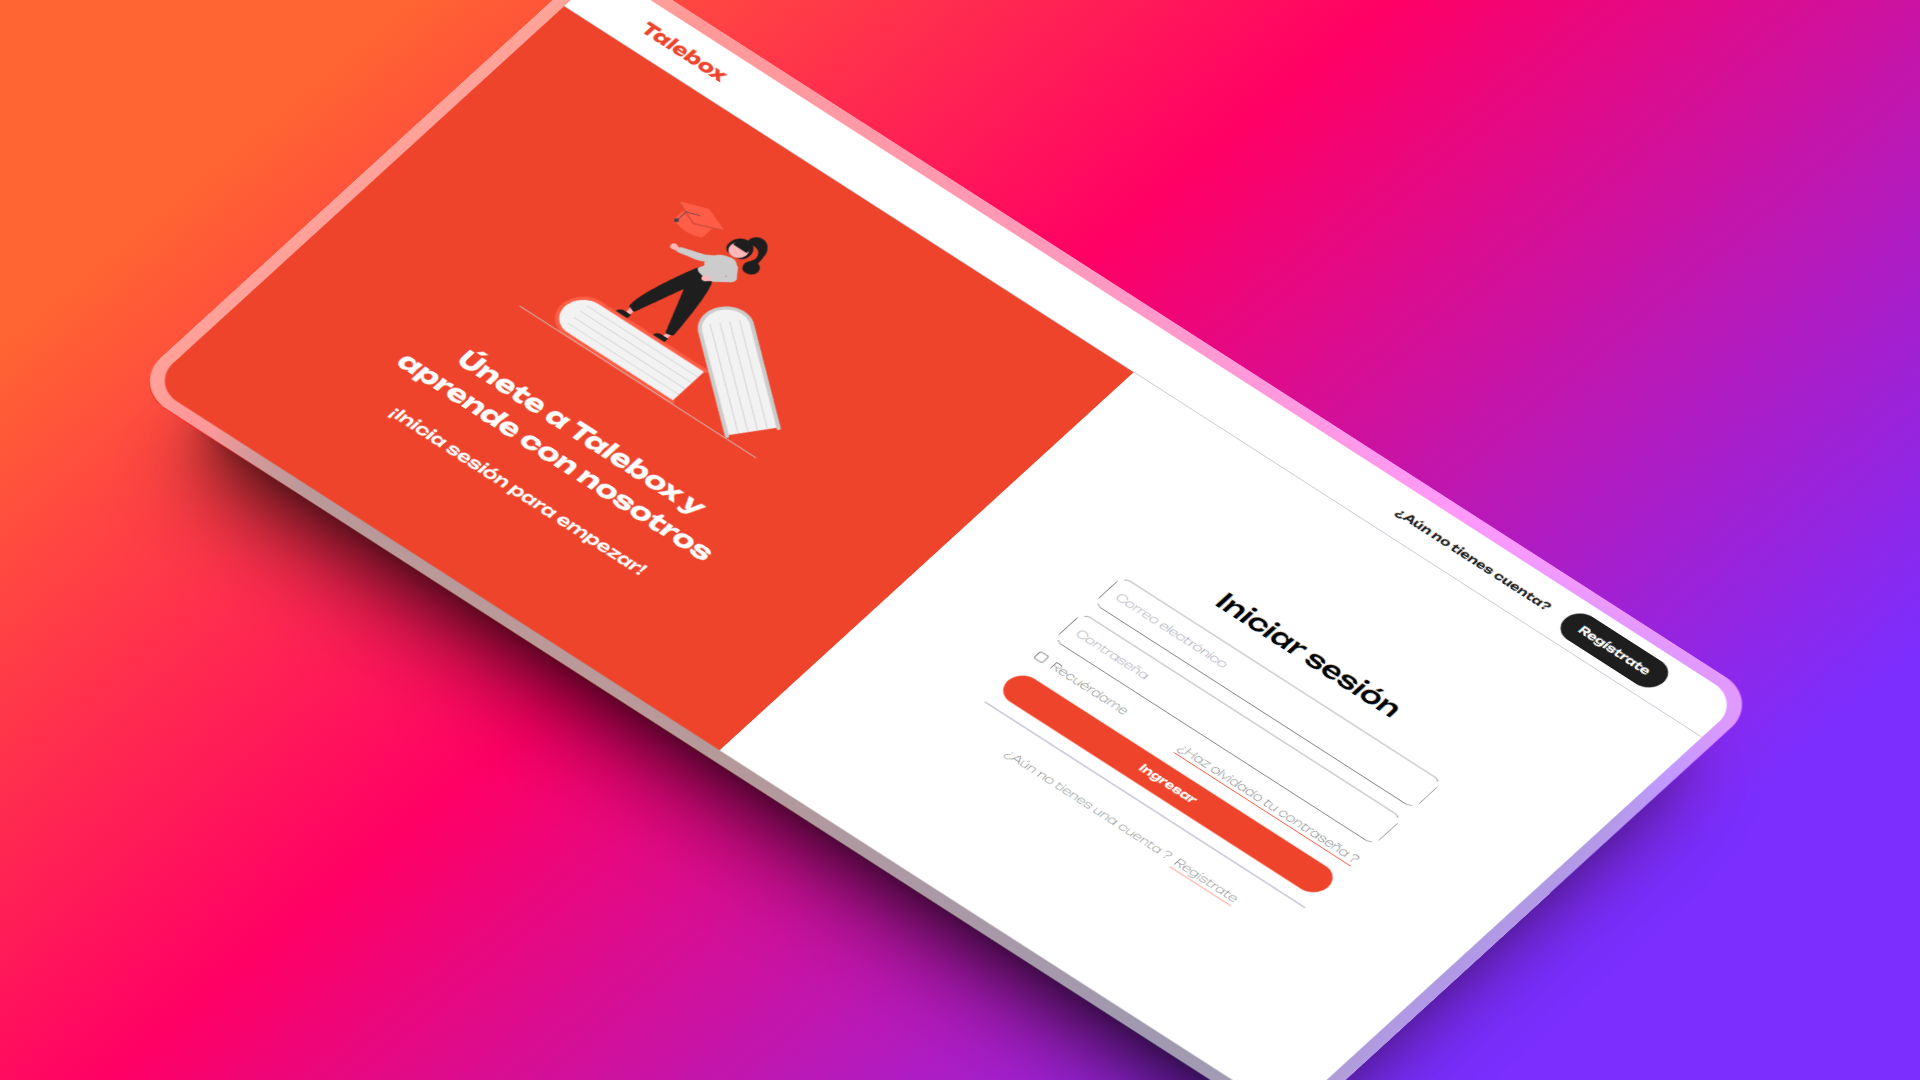 Talebox
¿Aún no tienes cuenta?
Regístrate
Únete a Talebox y
aprende con nosotros
¡Inicia sesión para empezar!
Iniciar sesión
Correo electrónico
Contraseña
Recuérdame
¿Haz olvidado tu contraseña ?
Ingresar
¿Aún no tienes una cuenta ? Regístrate